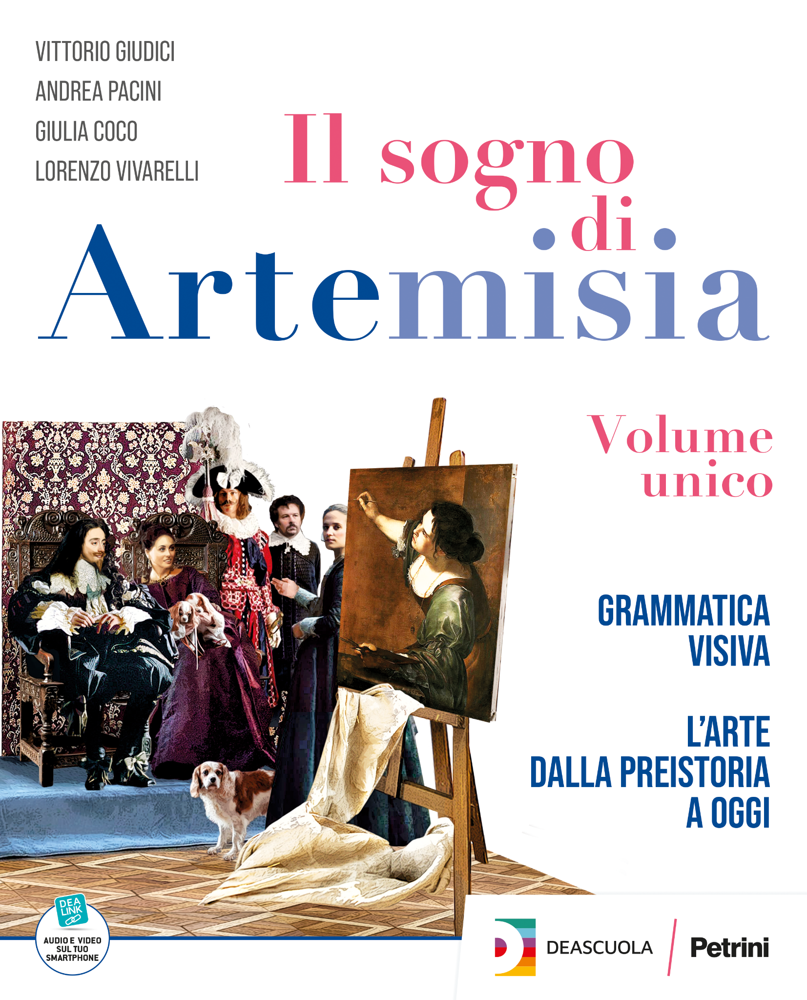 VITTORIO GIUDICI
ANDREA PACINI
GIULIA COCO
LORENZO VIVARELLI
Il sogno
di
Artemisia
Volume
unico
GRAMMATICA
VISIVA
L'ARTE
DALLA PREISTORIA
A OGGI
DEA
LINK
AUDIO E VIDEO
SUL TUO
SMARTPHONE
DEASCUOLA
Petrini